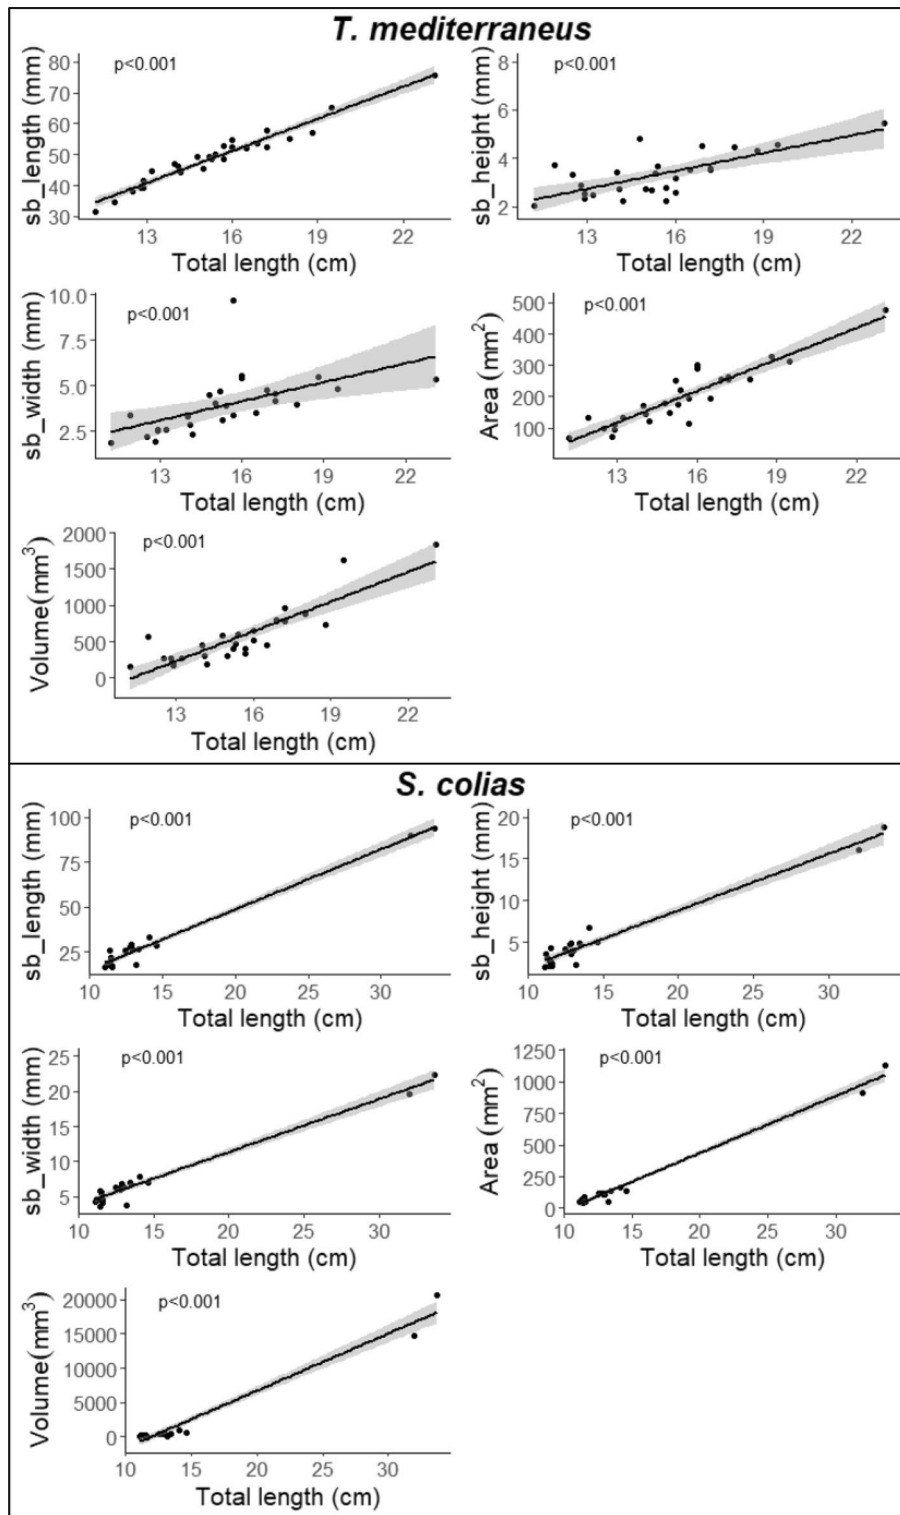 T. mediterraneus
p<0.001
80
70
60
50
40
30
sb_length (mm)
13 16 19 22
Total length (cm)
p<0.001
8
6
4
2
sb_height (mm)
13 16 19 22
Total length (cm)
p<0.001
10.0
7.5
5.0
2.5
sb_width (mm)
13 16 19 22
Total length (cm)
p<0.001
500
400
300
200
100
Area (mm²)
13 16 19 22
Total length (cm)
p<0.001
2000
1500
1000
500
0
Volume(mm³)
13 16 19 22
Total length (cm)
S. colias
p<0.001
100
75
50
25
sb_length (mm)
10 15 20 25 30
Total length (cm)
p<0.001
20
15
10
5
sb_height (mm)
15 20 25 30
Total length (cm)
p<0.001
25
20
15
10
5
sb_width (mm)
10 15 20 25 30
Total length (cm)
p<0.001
1250
1000
750
500
250
0
Area (mm²)
10 15 20 25 30
Total length (cm)
p<0.001
20000
15000
10000
5000
0
Volume(mm³)
10 15 20 25 30
Total length (cm)